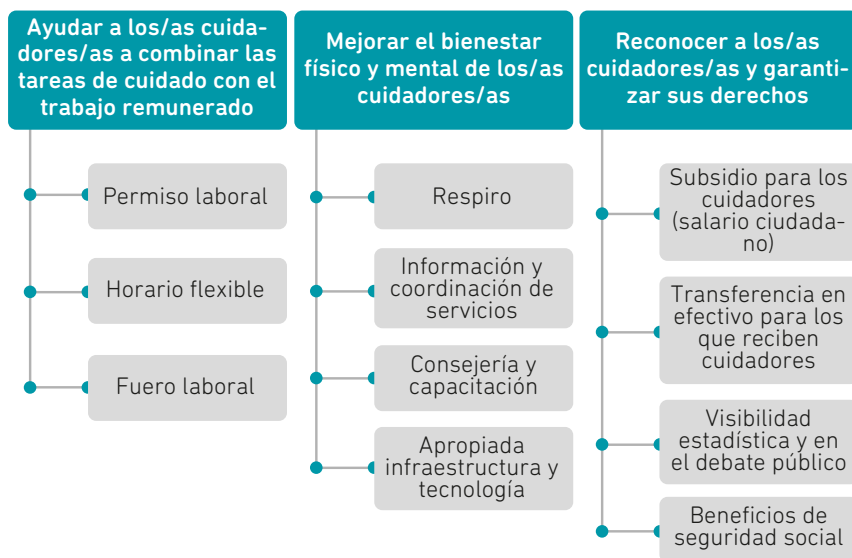 Ayudar a los/as cuida-
dores/as a combinar las
tareas de cuidado con el
trabajo remunerado
Permiso laboral
Horario flexible
Fuero laboral
Mejorar el bienestar
físico y mental de los/as
cuidadores/as
Respiro
Información y
coordinación de
servicios
Consejería y
capacitación
Apropiada
infraestructura y
tecnología
Reconocer a los/as
cuidadores/as y garanti-
zar sus derechos
Subsidio para los
cuidadores
(salario ciudada-
no)
Transferencia en
efectivo para los
que reciben
cuidadores
Visibilidad
estadística y en
el debate público
Beneficios de
seguridad social